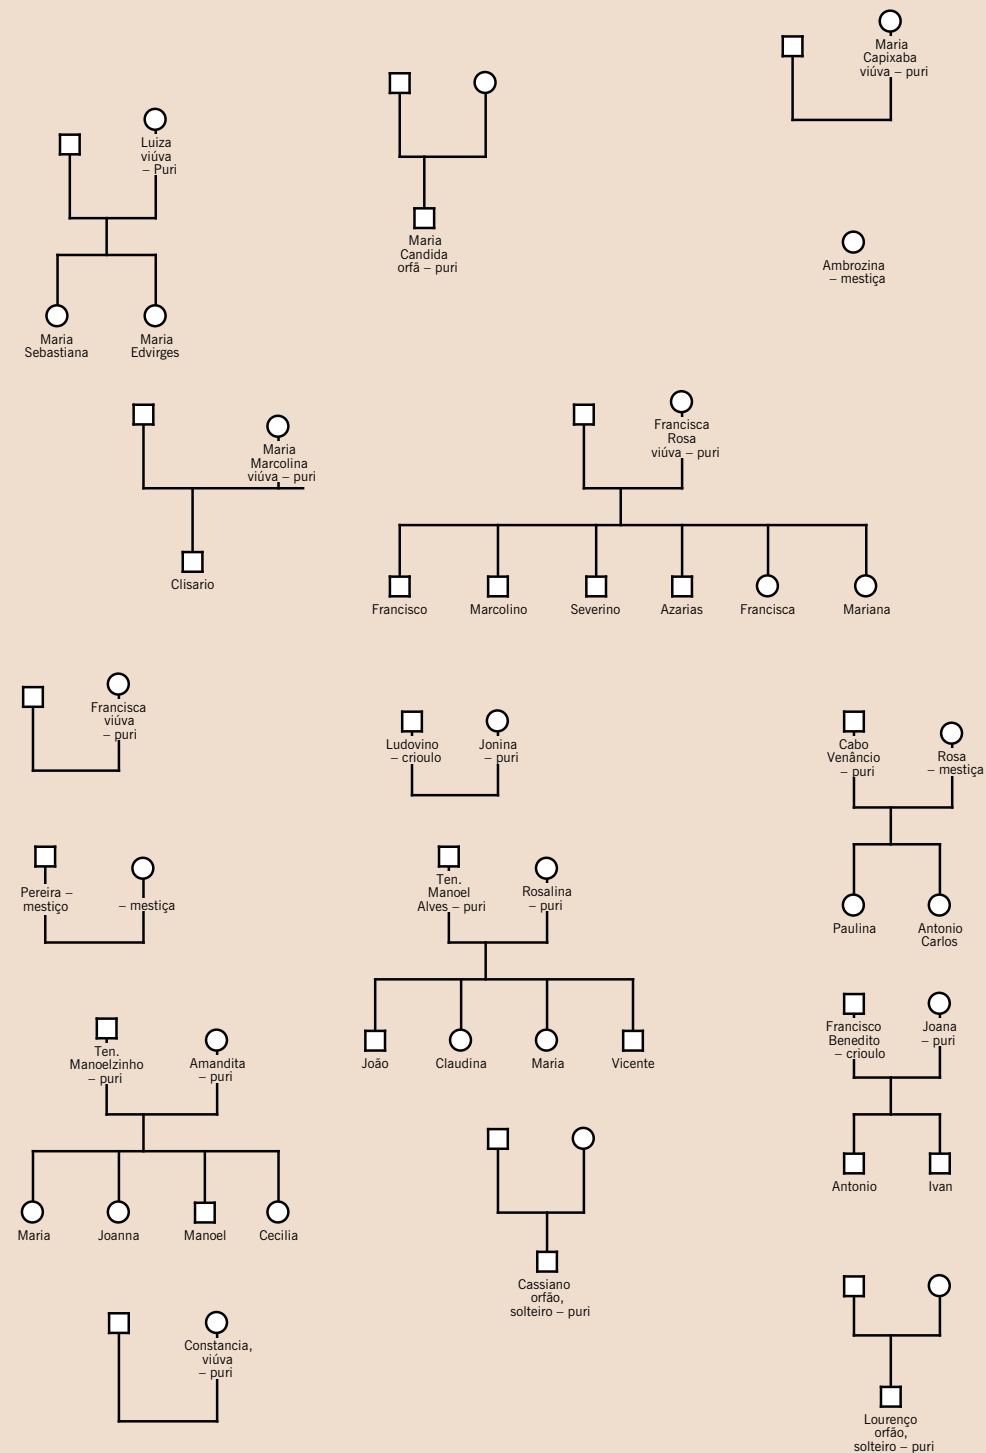 Maria
Capixaba
viúva – puri
Luiza
viúva
– Puri
Maria
Candida
orfã – puri
Ambrozina
– mestiça
Maria
Sebastiana
Maria
Edvirges
Maria
Marcolina
viúva – puri
Francisca
Rosa
viúva – puri
Clisario
Francisco
Marcolino
Severino
Azarias
Francisca
Mariana
Francisca
viúva
– puri
Ludovino
– crioulo
Jonina
– puri
Cabo
Venâncio
– puri
Rosa
– mestiça
Pereira –
mestiço
– mestiça
Ten.
Manoel
Alves – puri
Rosalina
– puri
Paulina
Antonio
Carlos
Ten.
Manoelzinho
– puri
Amandita
– puri
João
Claudina
Maria
Vicente
Francisco
Benedito
– crioulo
Joana
– puri
Antonio
Ivan
Maria
Joanna
Manoel
Cecilia
Cassiano
orfão,
solteiro – puri
Constancia,
viúva
– puri
Lourenço
orfão,
solteiro – puri